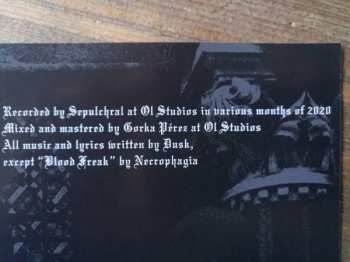 Recorded by Sepulchral at Ol Studios in various months of 2020
Mixed and mastered by Gorka Pérez at Ol Studios
All music and lyrics written by Dusk,
except “Blood Freak” by Necrophagia